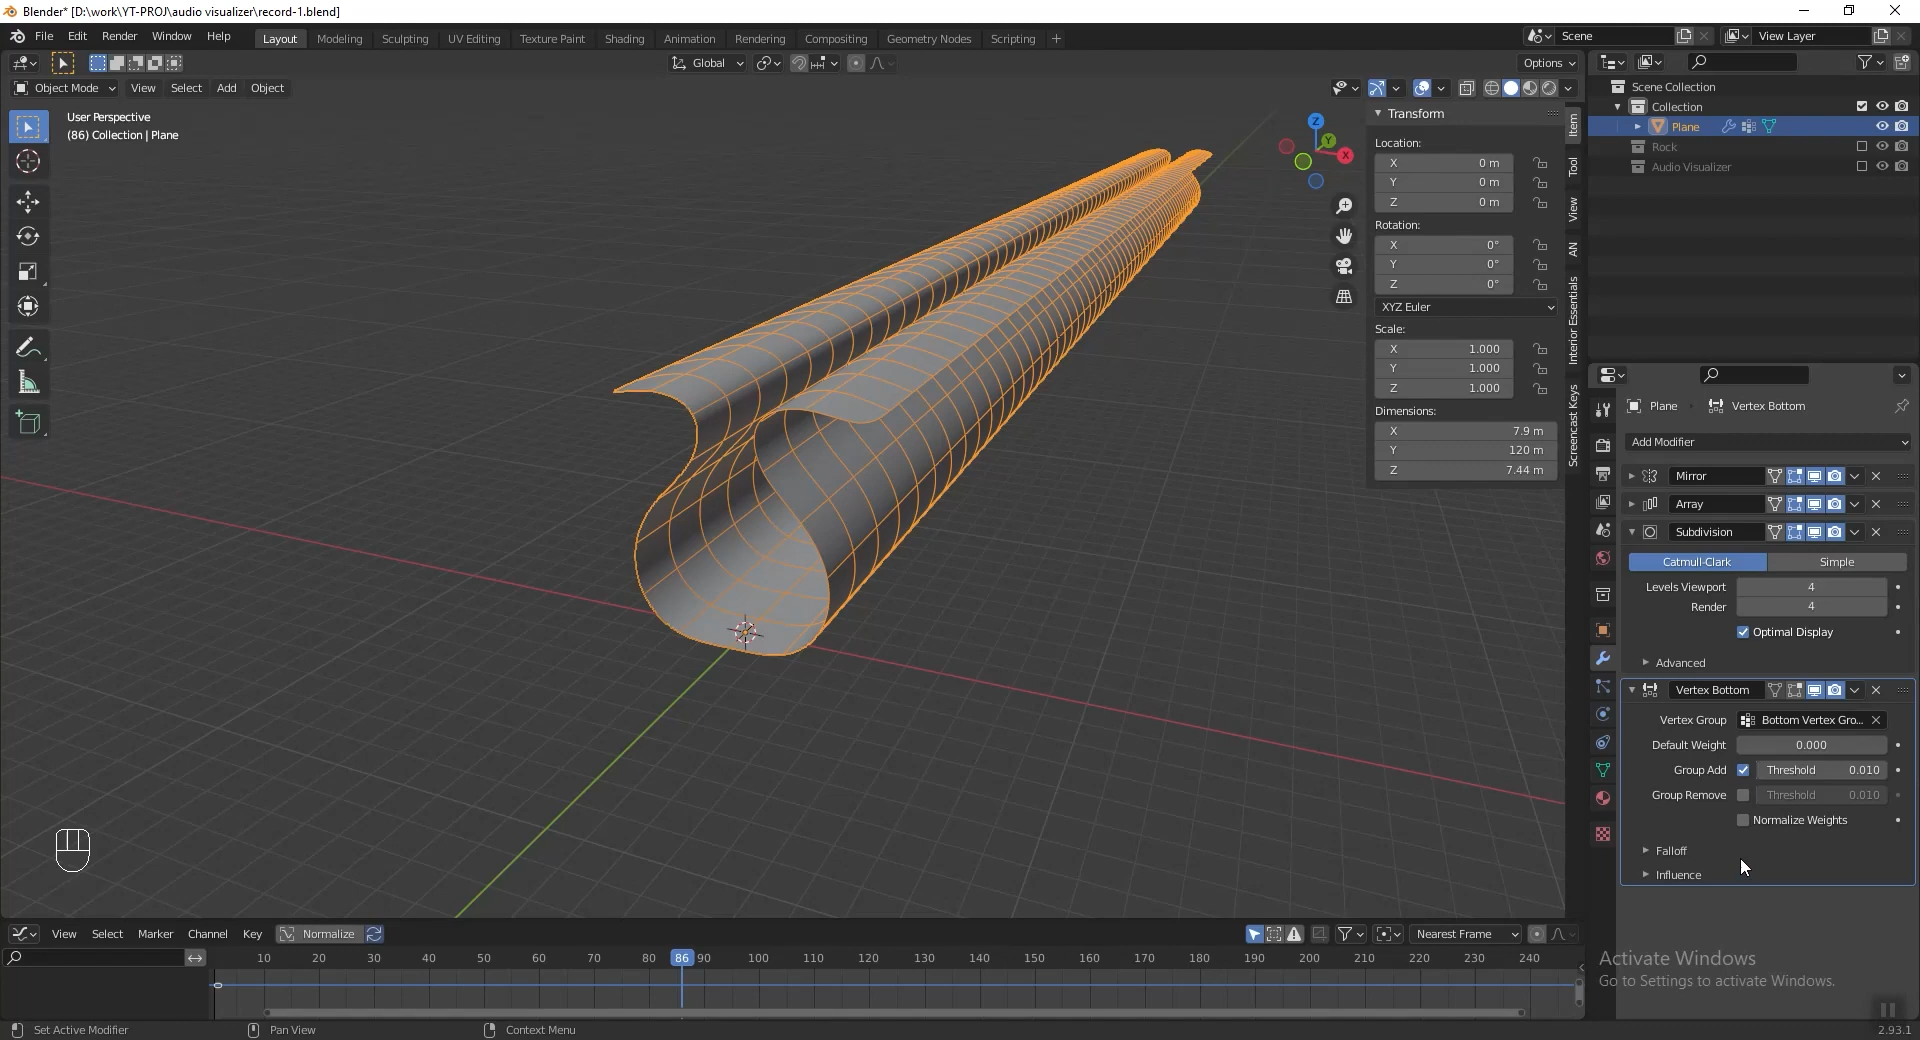 Blender* [D:\work\YT-PROJ\audio visualizer\record-1.blend]
File Edit Render Window Help Layout Modeling Sculpting UV Editing Texture Paint Shading Animation Rendering Compositing Geometry Nodes Scripting + Scene View Layer
Global Options
Object Mode View Select Add Object
User Perspective
(86) Collection | Plane
Z
Y
X
Transform
Location:
X 0 m
Y 0 m
Z 0 m
Rotation:
X 0°
Y 0°
Z 0°
XYZ Euler
Scale:
X 1.000
Y 1.000
Z 1.000
Dimensions:
X 7.9 m
Y 120 m
Z 7.44 m
Item
Tool
View
AN
Interior Essentials
Screencast Keys
Scene Collection
Collection
Plane
Rock
Audio Visualizer
Plane Vertex Bottom
Add Modifier
Mirror
Array
Subdivision
Catmull-Clark Simple
Levels Viewport 4
Render 4
Optimal Display
Advanced
Vertex Bottom
Vertex Group Bottom Vertex Gro...
Default Weight 0.000
Group Add Threshold 0.010
Group Remove Threshold 0.010
Normalize Weights
Falloff
Influence
View Select Marker Channel Key Normalize Nearest Frame
10 20 30 40 50 60 70 80 86 90 100 110 120 130 140 150 160 170 180 190 200 210 220 230 240
Activate Windows
Go to Settings to activate Windows.
Set Active Modifier Pan View Context Menu 2.93.1